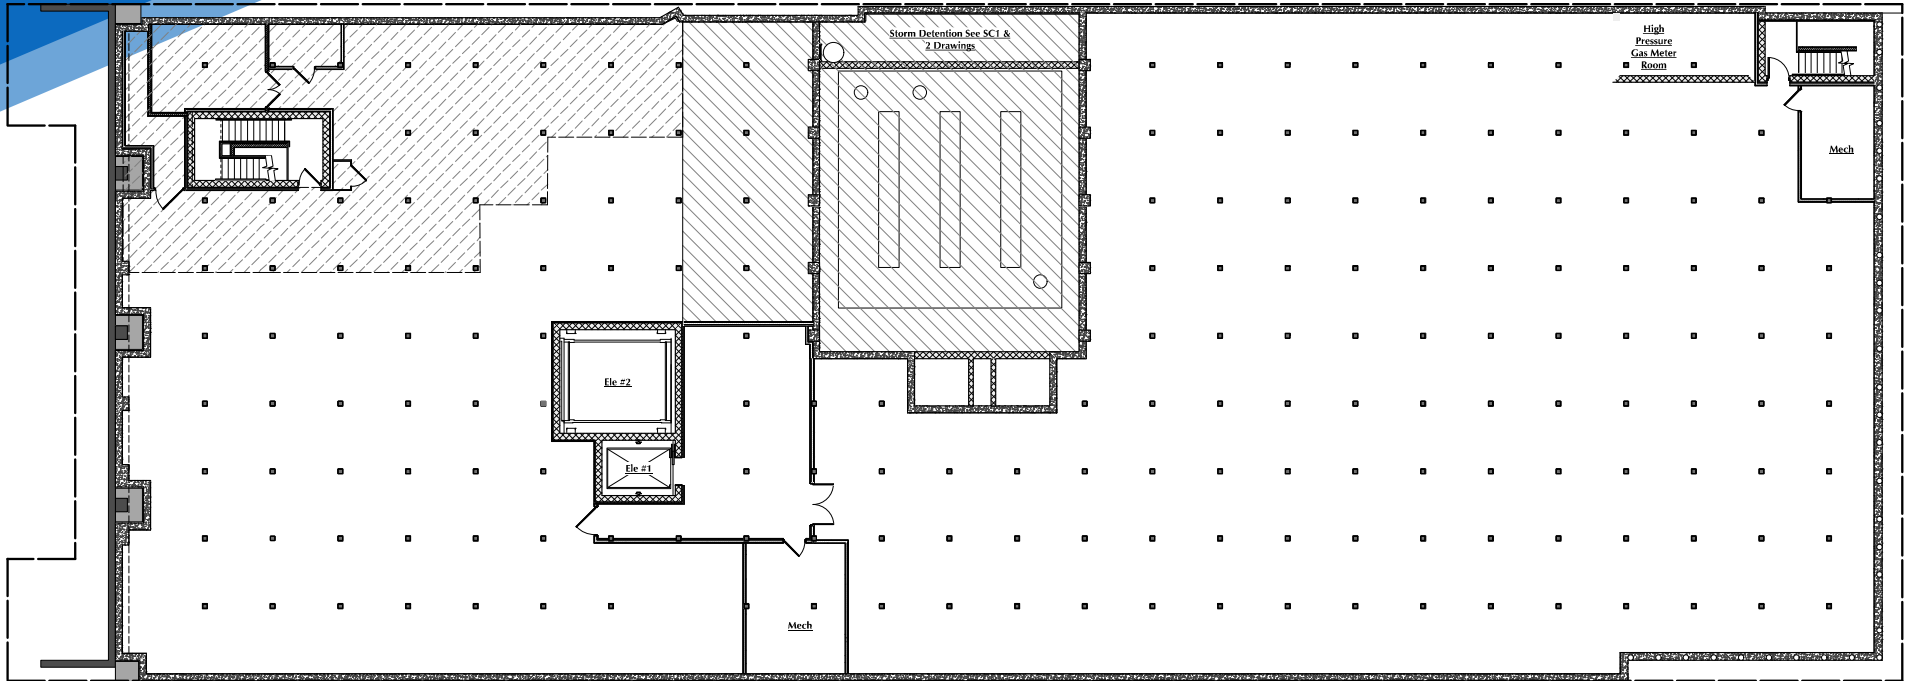 Storm Detention See SC1 &
2 Drawings
High
Pressure
Gas Meter
Room
Mech
Ele #2
Ele #1
Mech